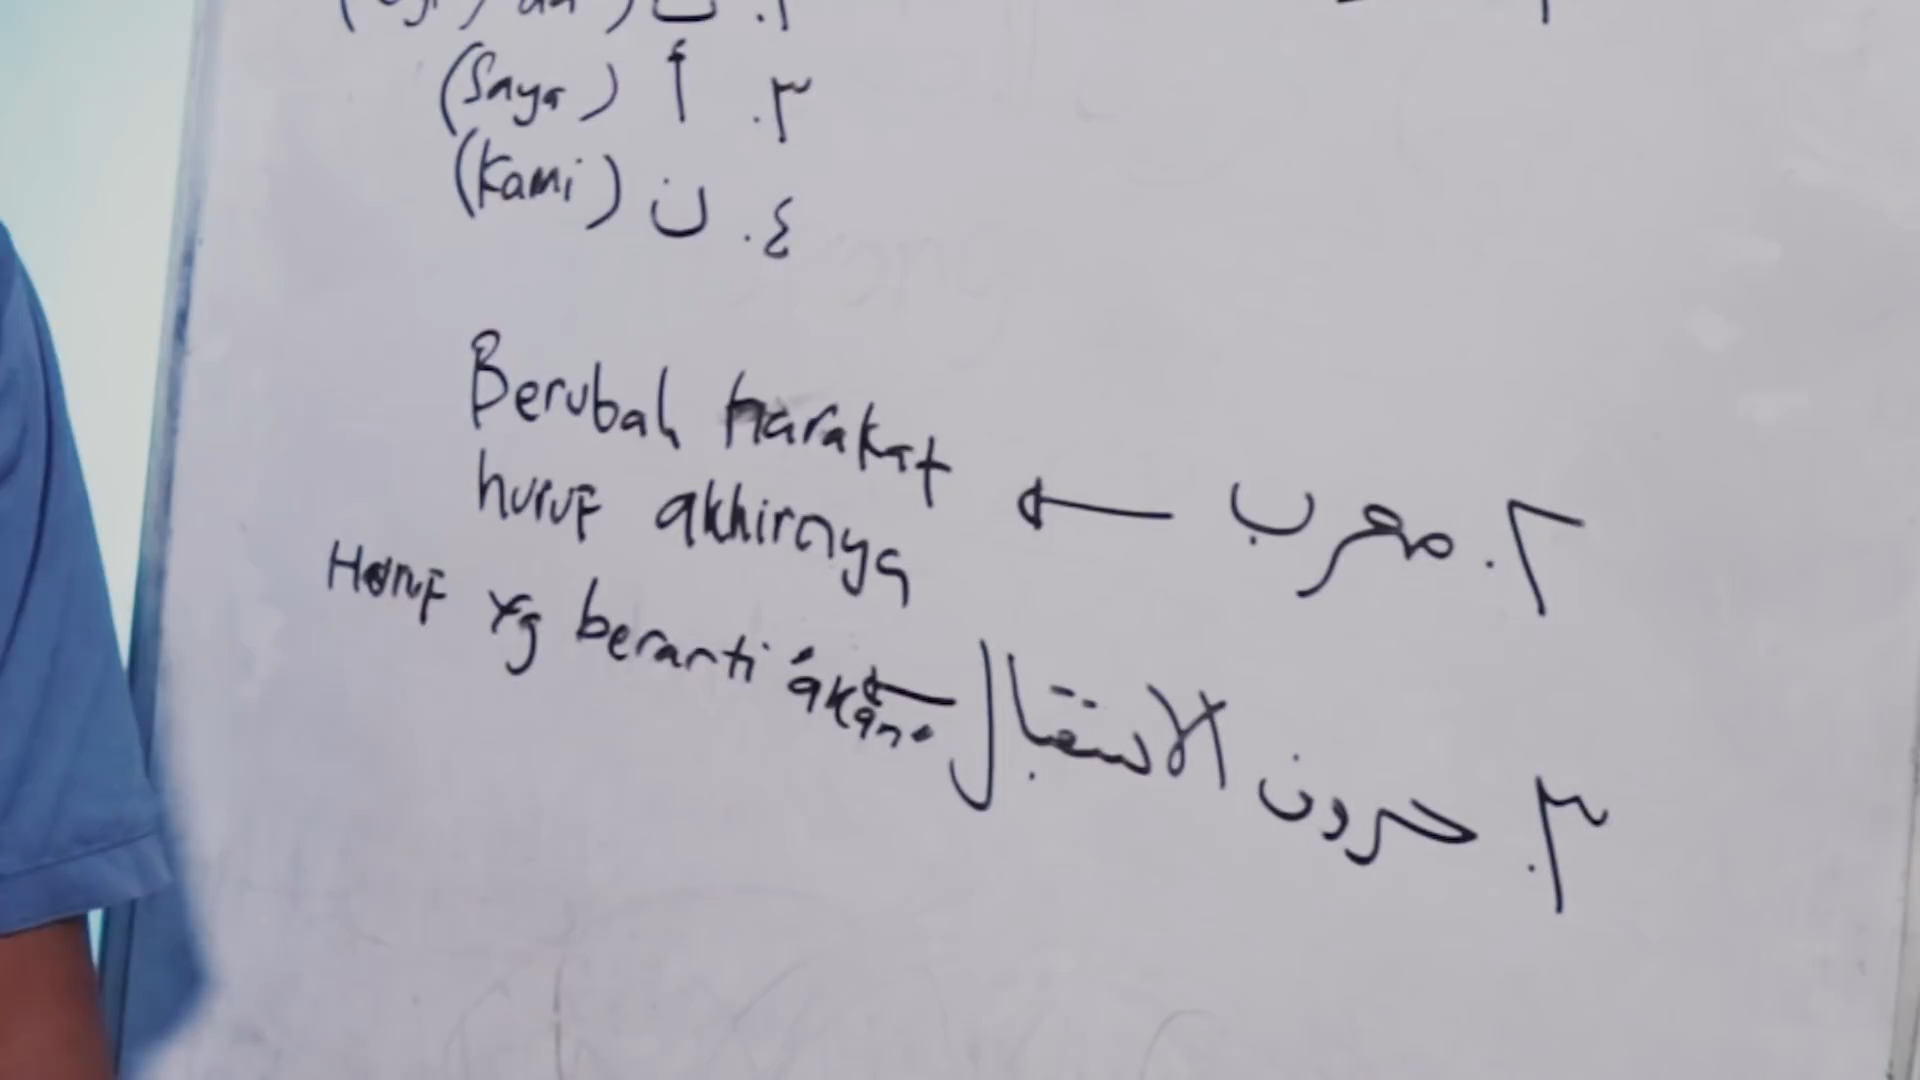 ٣. أ (Saya)
٤. ن (Kami)
٢. معرب ← Berubah harakat
huruf akhirnya
٣. حروف الاستقبال ← Huruf yg berarti "akan"